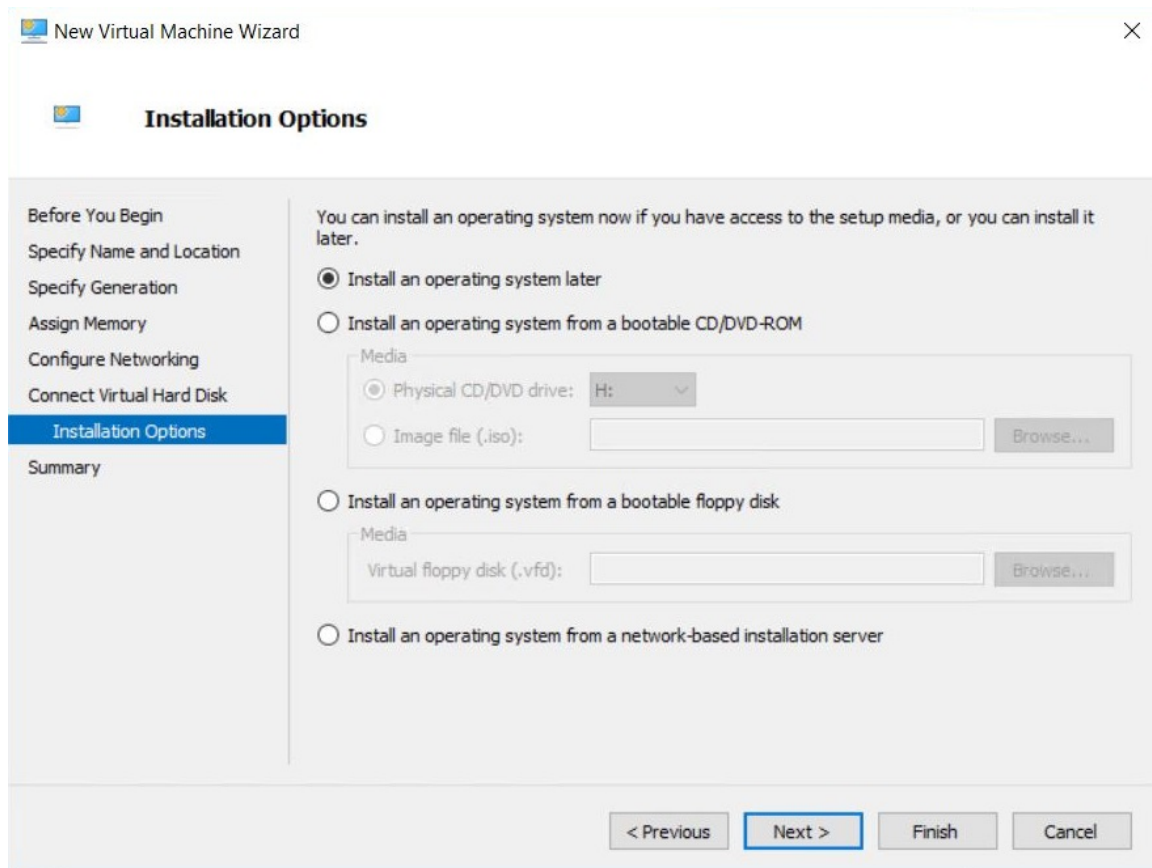 New Virtual Machine Wizard
Installation Options
Before You Begin
Specify Name and Location
Specify Generation
Assign Memory
Configure Networking
Connect Virtual Hard Disk
Installation Options
Summary
You can install an operating system now if you have access to the setup media, or you can install it
later.
Install an operating system later
Install an operating system from a bootable CD/DVD-ROM
Media
Physical CD/DVD drive: H:
Image file (.iso): Browse...
Install an operating system from a bootable floppy disk
Media
Virtual floppy disk (.vfd): Browse...
Install an operating system from a network-based installation server
< Previous Next > Finish Cancel